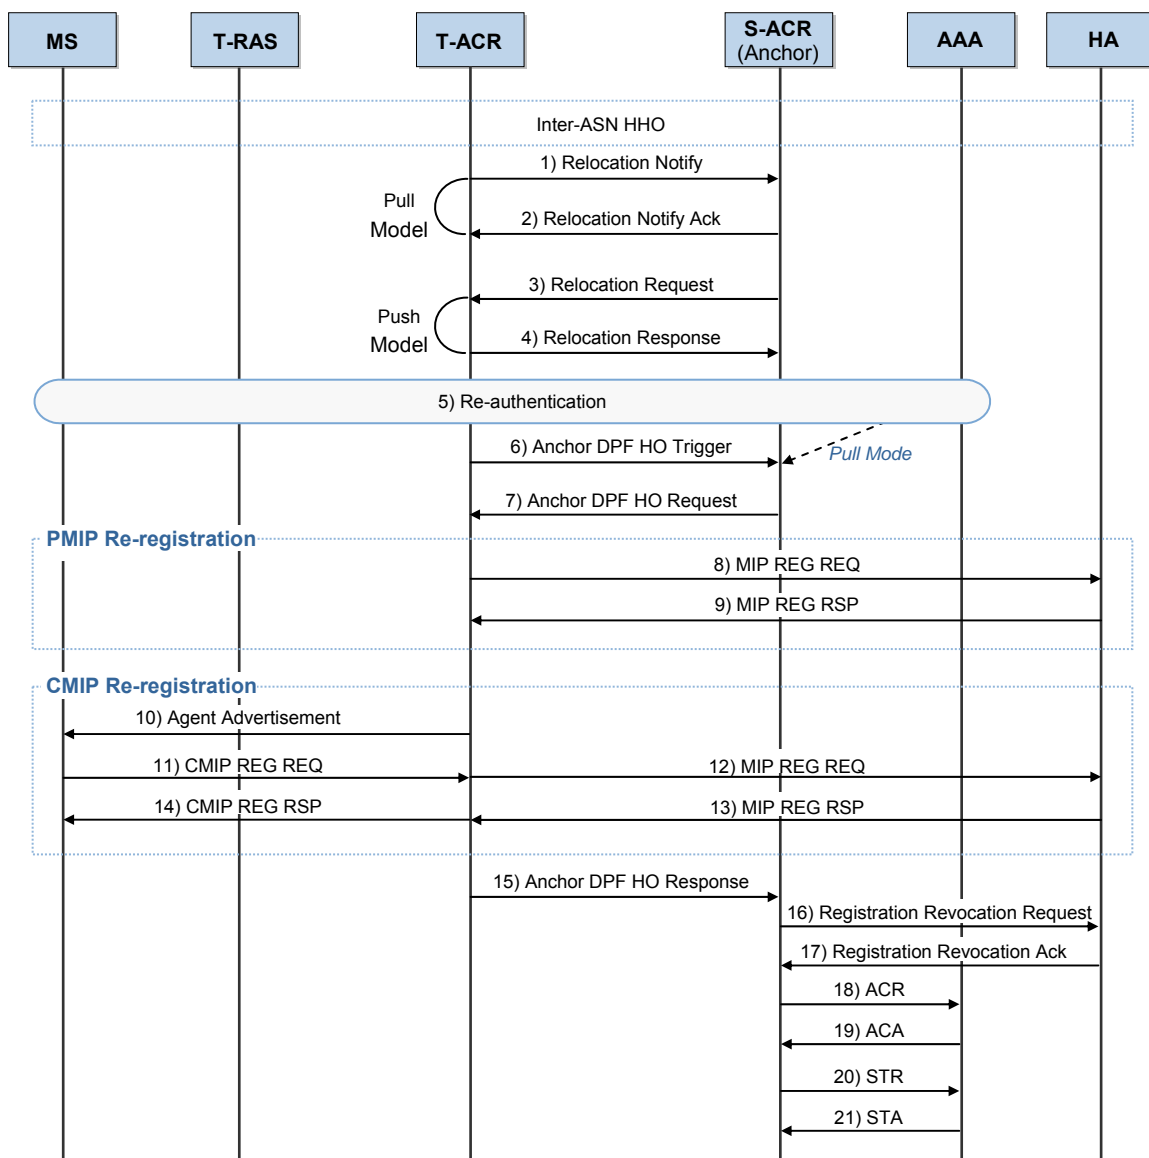 MS
T-RAS
T-ACR
S-ACR
(Anchor)
AAA
HA
Inter-ASN HHO
1) Relocation Notify
Pull
Model
2) Relocation Notify Ack
3) Relocation Request
Push
Model
4) Relocation Response
5) Re-authentication
6) Anchor DPF HO Trigger
Pull Mode
7) Anchor DPF HO Request
PMIP Re-registration
8) MIP REG REQ
9) MIP REG RSP
CMIP Re-registration
10) Agent Advertisement
11) CMIP REG REQ
12) MIP REG REQ
14) CMIP REG RSP
13) MIP REG RSP
15) Anchor DPF HO Response
16) Registration Revocation Request
17) Registration Revocation Ack
18) ACR
19) ACA
20) STR
21) STA